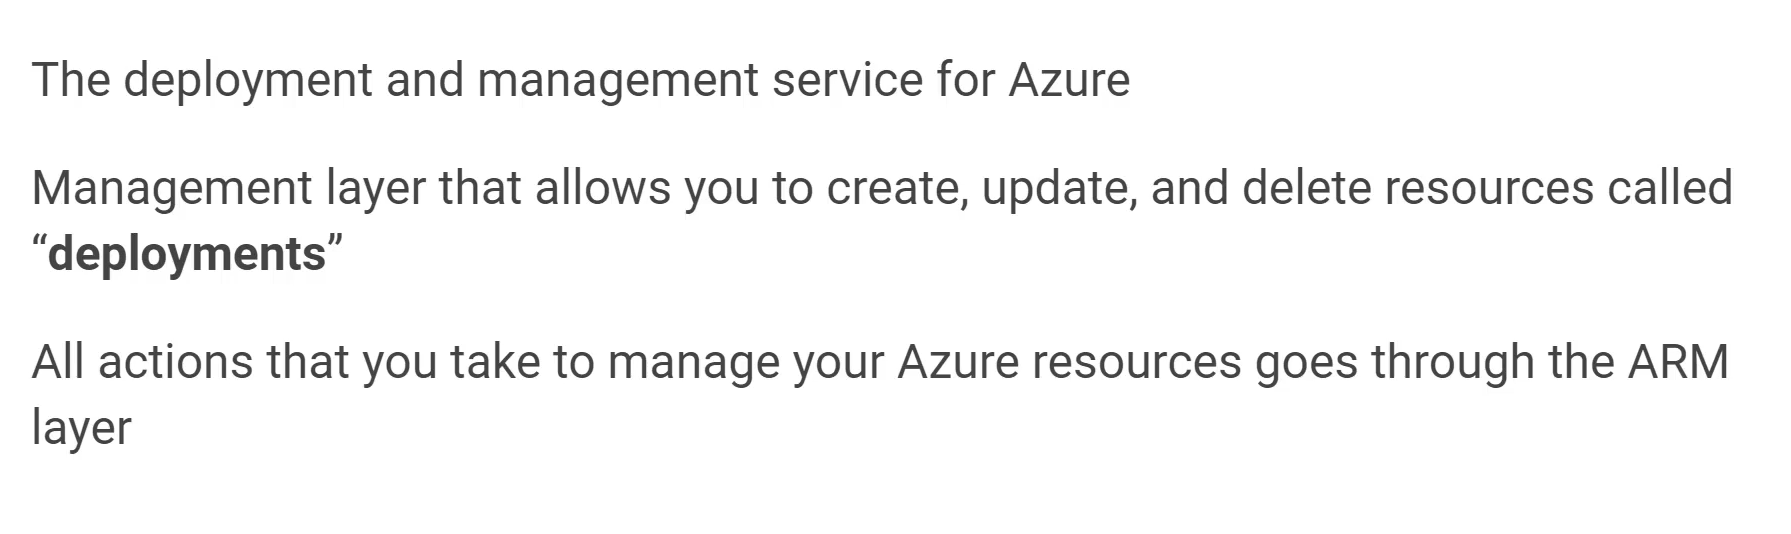 The deployment and management service for Azure
Management layer that allows you to create, update, and delete resources called
“deployments”
All actions that you take to manage your Azure resources goes through the ARM
layer